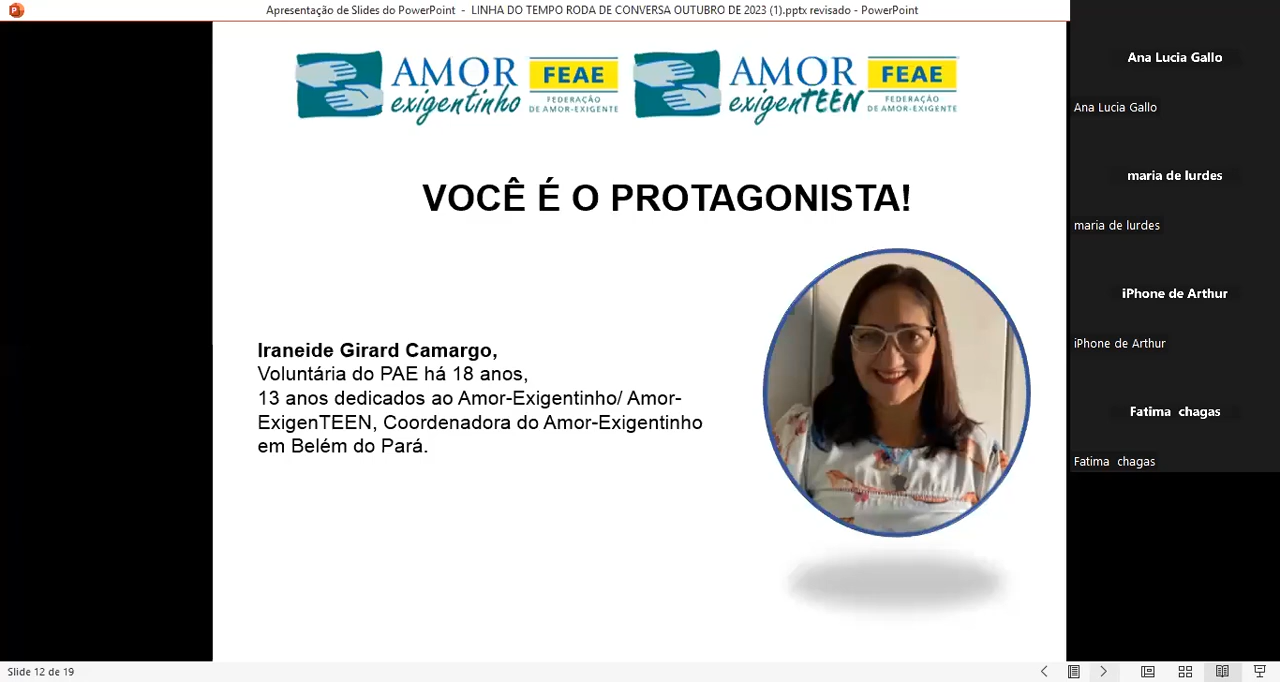 Apresentação de Slides do PowerPoint - LINHA DO TEMPO RODA DE CONVERSA OUTUBRO DE 2023 (1).pptx revisado - PowerPoint
AMOR exigentinho
FEAE
FEDERAÇÃO
DE AMOR-EXIGENTE
AMOR exigenTEEN
FEAE
FEDERAÇÃO
DE AMOR-EXIGENTE
VOCÊ É O PROTAGONISTA!
Iraneide Girard Camargo,
Voluntária do PAE há 18 anos,
13 anos dedicados ao Amor-Exigentinho/ Amor-
ExigenTEEN, Coordenadora do Amor-Exigentinho
em Belém do Pará.
Ana Lucia Gallo
Ana Lucia Gallo
maria de lurdes
maria de lurdes
iPhone de Arthur
iPhone de Arthur
Fatima chagas
Fatima chagas
Slide 12 de 19